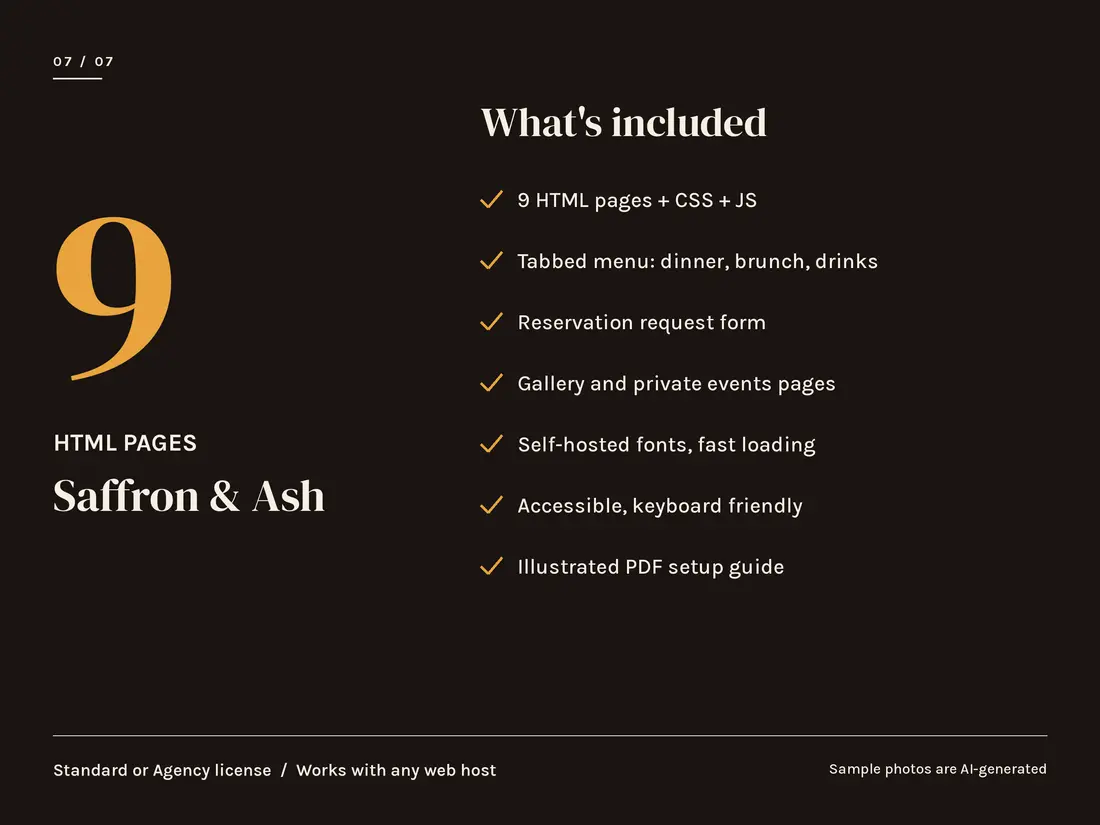 07 / 07
9
HTML PAGES
Saffron & Ash
What's included
9 HTML pages + CSS + JS
Tabbed menu: dinner, brunch, drinks
Reservation request form
Gallery and private events pages
Self-hosted fonts, fast loading
Accessible, keyboard friendly
Illustrated PDF setup guide
Standard or Agency license / Works with any web host
Sample photos are AI-generated